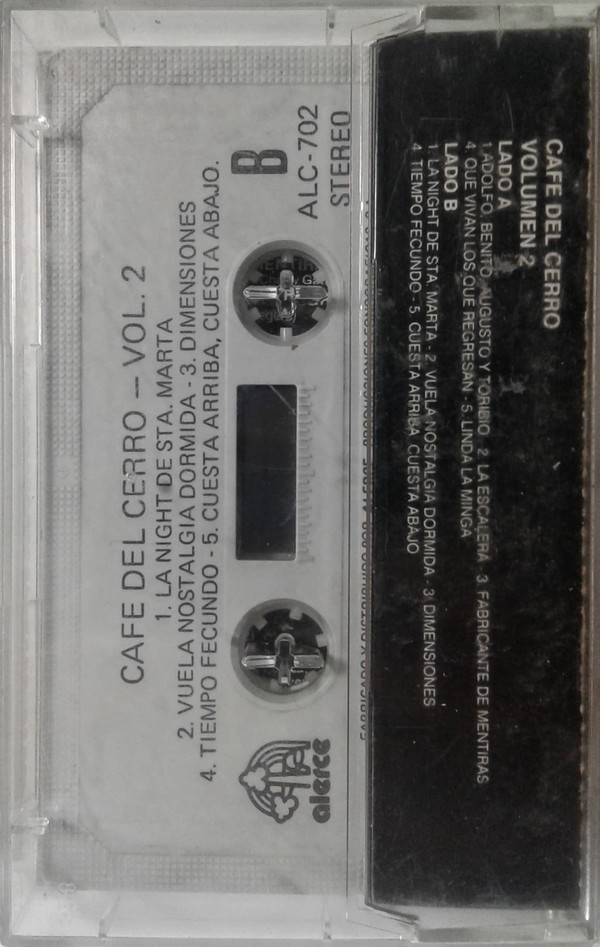 CAFE DEL CERRO — VOL. 2
1. LA NIGHT DE STA. MARTA
2. VUELA NOSTALGIA DORMIDA - 3. DIMENSIONES
4. TIEMPO FECUNDO - 5. CUESTA ARRIBA, CUESTA ABAJO.
B
ALC-702
STEREO
alerce
CAFE DEL CERRO
VOLUMEN 2
LADO A
1 ADOLFO, BENITO, AUGUSTO Y TORIBIO 2 LA ESCALERA 3 FABRICANTE DE MENTIRAS
4. QUE VIVAN LOS QUE REGRESAN - 5. LINDA LA MINGA
LADO B
1. LA NIGHT DE STA. MARTA - 2. VUELA NOSTALGIA DORMIDA - 3. DIMENSIONES
4. TIEMPO FECUNDO - 5. CUESTA ARRIBA CUESTA ABAJO
FABRICADO Y DISTRIBUIDO POR ALERCE